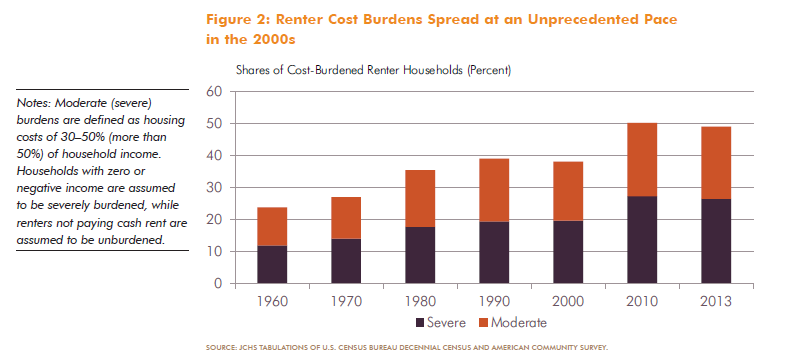 Figure 2: Renter Cost Burdens Spread at an Unprecedented Pace
in the 2000s
Shares of Cost-Burdened Renter Households (Percent)
Notes: Moderate (severe)
burdens are defined as housing
costs of 30–50% (more than
50%) of household income.
Households with zero or
negative income are assumed
to be severely burdened, while
renters not paying cash rent are
assumed to be unburdened.
60
50
40
30
20
10
0
1960 1970 1980 1990 2000 2010 2013
Severe Moderate
SOURCE: JCHS TABULATIONS OF U.S. CENSUS BUREAU DECENNIAL CENSUS AND AMERICAN COMMUNITY SURVEY.